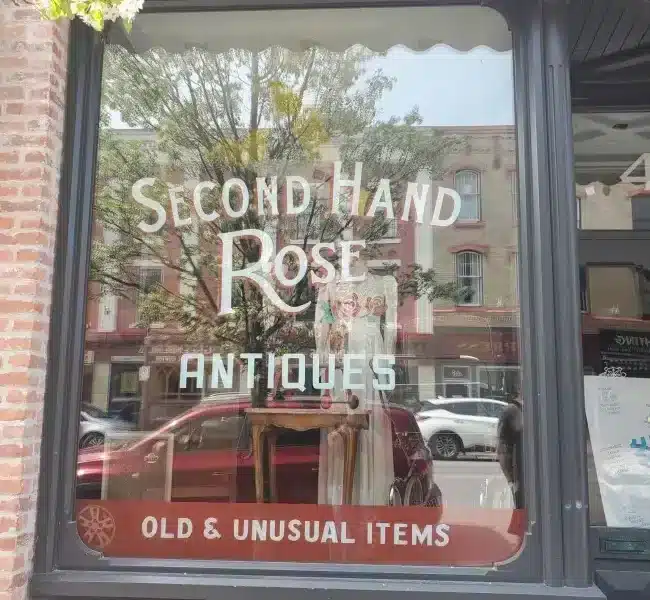 SECOND HAND
ROSE
ANTIQUES
OLD & UNUSUAL ITEMS